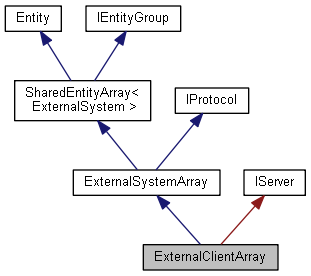 Entity
IEntityGroup
SharedEntityArray<
ExternalSystem >
IProtocol
ExternalSystemArray
IServer
ExternalClientArray